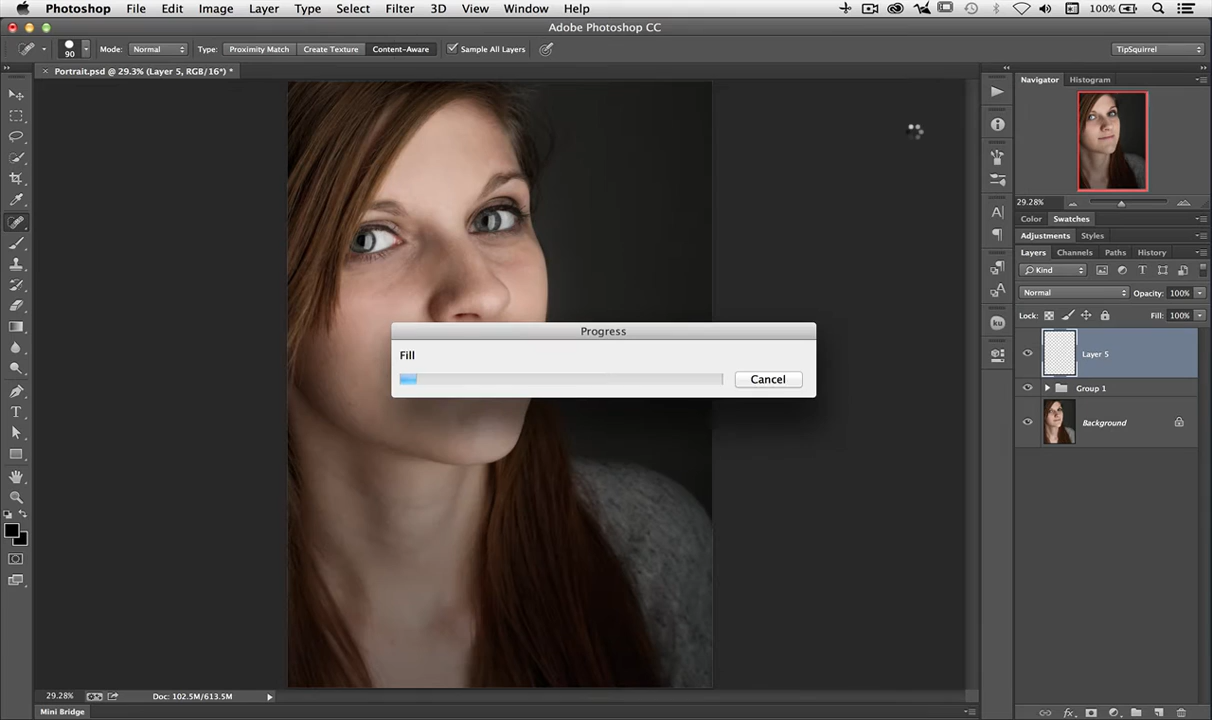 Photoshop File Edit Image Layer Type Select Filter 3D View Window Help 100%
Adobe Photoshop CC
90 Mode: Normal Type: Proximity Match Create Texture Content-Aware Sample All Layers TipSquirrel
Portrait.psd @ 29.3% (Layer 5, RGB/16*) *
Navigator Histogram
29.28%
Color Swatches
Adjustments Styles
Layers Channels Paths History
Kind
Normal Opacity: 100%
Lock: Fill: 100%
Layer 5
Group 1
Background
Progress
Fill
Cancel
29.28% Doc: 102.5M/613.5M
Mini Bridge